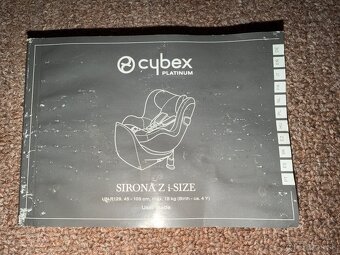 cybex
PLATINUM
SIRONA Z i-SIZE
UN R129, 45 - 105 cm, max. 18 kg (Birth - ca. 4 Y)
User guide